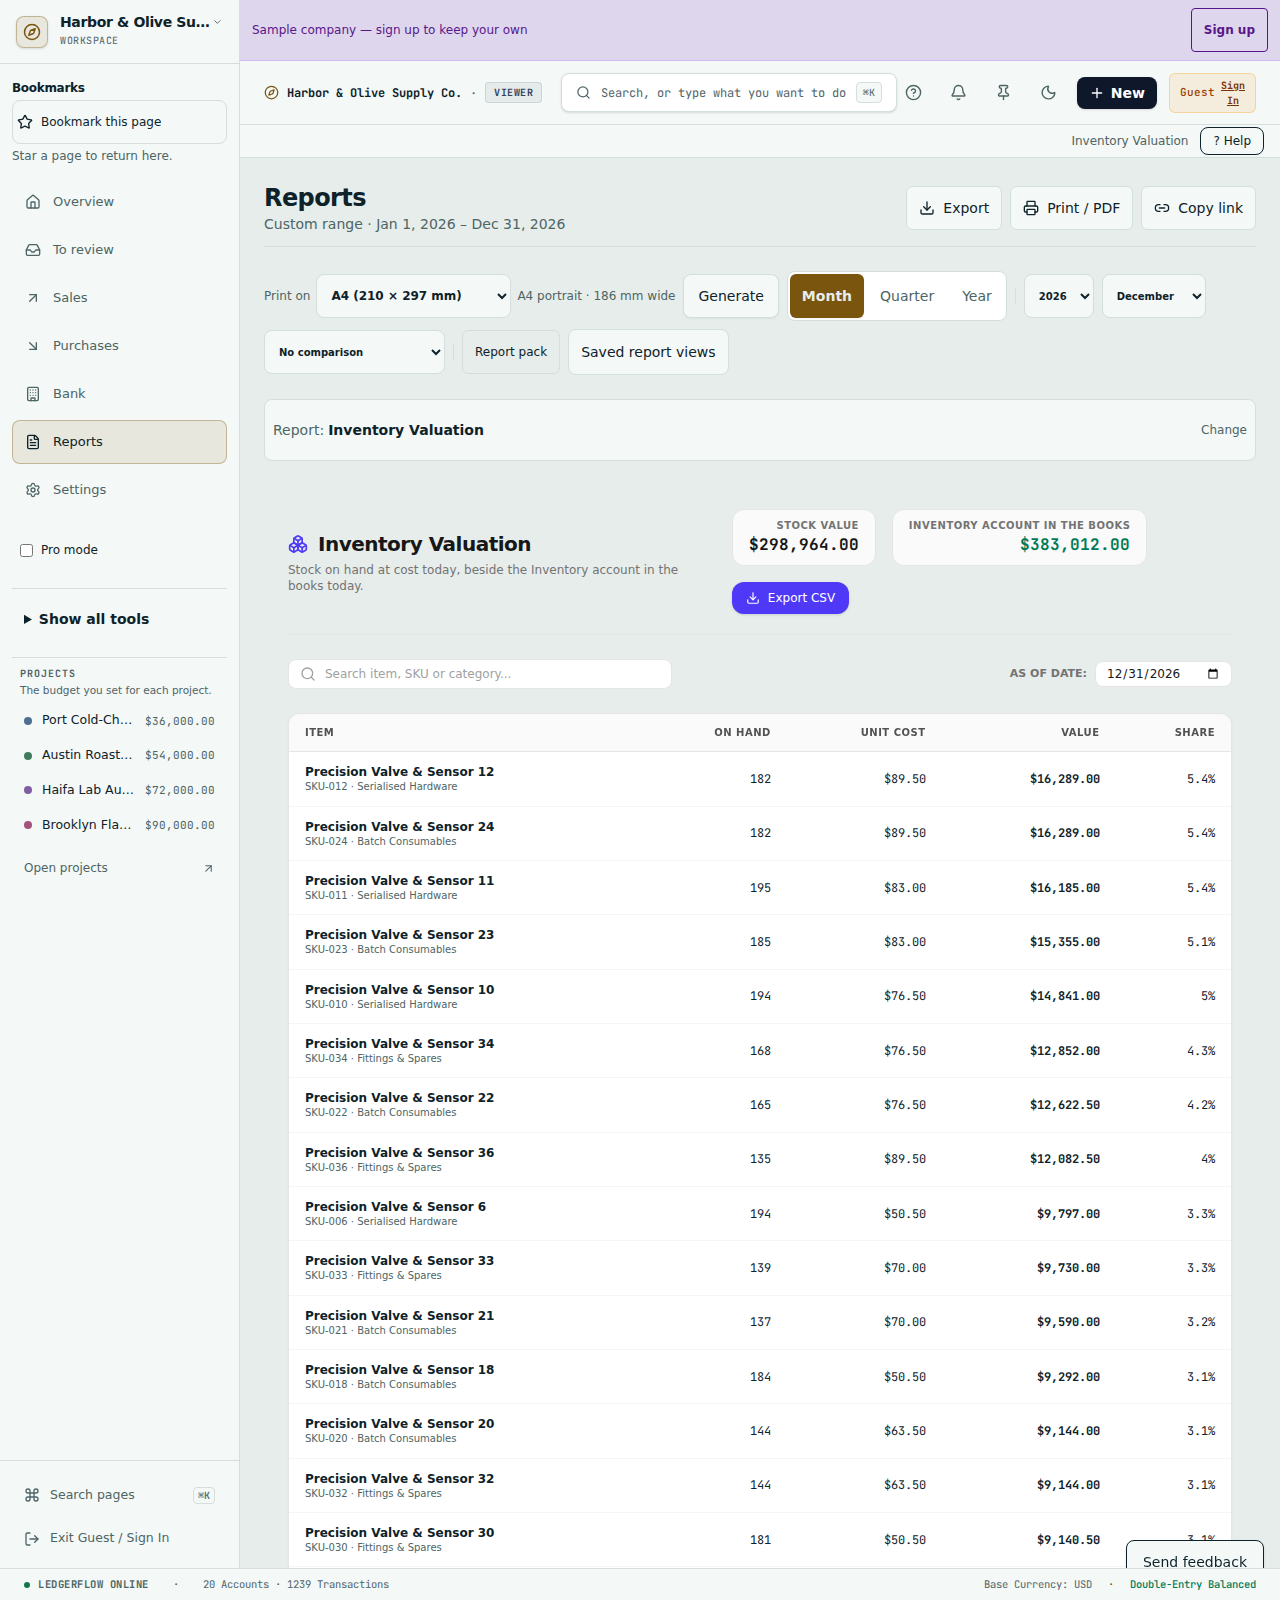 Harbor & Olive Su...
WORKSPACE
Bookmarks
Bookmark this page
Star a page to return here.
Overview
To review
Sales
Purchases
Bank
Reports
Settings
Pro mode
Show all tools
PROJECTS
The budget you set for each project.
Port Cold-Ch... $36,000.00
Austin Roast... $54,000.00
Haifa Lab Au... $72,000.00
Brooklyn Fla... $90,000.00
Open projects
Search pages ⌘K
Exit Guest / Sign In
Sample company — sign up to keep your own
Sign up
Harbor & Olive Supply Co. · VIEWER
Search, or type what you want to do ⌘K
New
Guest Sign In
Inventory Valuation
? Help
Reports
Custom range · Jan 1, 2026 – Dec 31, 2026
Export
Print / PDF
Copy link
Print on A4 (210 × 297 mm) A4 portrait · 186 mm wide Generate Month Quarter Year 2026 December
No comparison Report pack Saved report views
Report: Inventory Valuation Change
Inventory Valuation
Stock on hand at cost today, beside the Inventory account in the
books today.
STOCK VALUE
$298,964.00
INVENTORY ACCOUNT IN THE BOOKS
$383,012.00
Export CSV
Search item, SKU or category...
AS OF DATE: 12/31/2026
ITEM ON HAND UNIT COST VALUE SHARE
Precision Valve & Sensor 12
SKU-012 · Serialised Hardware
182 $89.50 $16,289.00 5.4%
Precision Valve & Sensor 24
SKU-024 · Batch Consumables
182 $89.50 $16,289.00 5.4%
Precision Valve & Sensor 11
SKU-011 · Serialised Hardware
195 $83.00 $16,185.00 5.4%
Precision Valve & Sensor 23
SKU-023 · Batch Consumables
185 $83.00 $15,355.00 5.1%
Precision Valve & Sensor 10
SKU-010 · Serialised Hardware
194 $76.50 $14,841.00 5%
Precision Valve & Sensor 34
SKU-034 · Fittings & Spares
168 $76.50 $12,852.00 4.3%
Precision Valve & Sensor 22
SKU-022 · Batch Consumables
165 $76.50 $12,622.50 4.2%
Precision Valve & Sensor 36
SKU-036 · Fittings & Spares
135 $89.50 $12,082.50 4%
Precision Valve & Sensor 6
SKU-006 · Serialised Hardware
194 $50.50 $9,797.00 3.3%
Precision Valve & Sensor 33
SKU-033 · Fittings & Spares
139 $70.00 $9,730.00 3.3%
Precision Valve & Sensor 21
SKU-021 · Batch Consumables
137 $70.00 $9,590.00 3.2%
Precision Valve & Sensor 18
SKU-018 · Batch Consumables
184 $50.50 $9,292.00 3.1%
Precision Valve & Sensor 20
SKU-020 · Batch Consumables
144 $63.50 $9,144.00 3.1%
Precision Valve & Sensor 32
SKU-032 · Fittings & Spares
144 $63.50 $9,144.00 3.1%
Precision Valve & Sensor 30
SKU-030 · Fittings & Spares
181 $50.50 $9,140.50
Send feedback
LEDGERFLOW ONLINE · 20 Accounts · 1239 Transactions
Base Currency: USD · Double-Entry Balanced